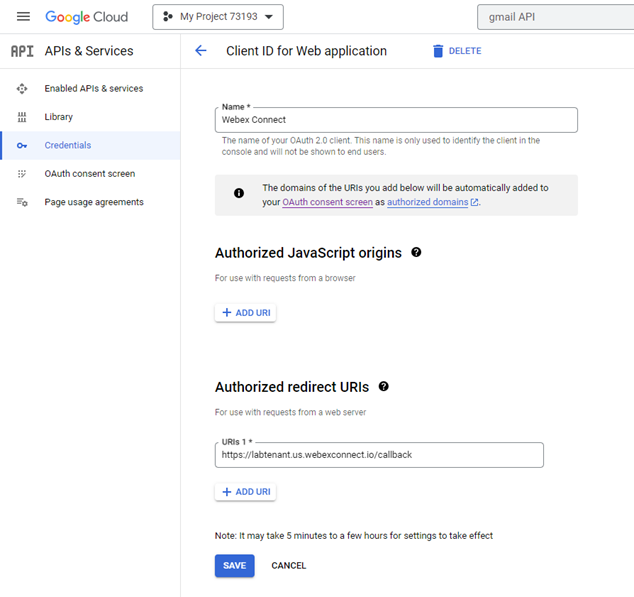 Google Cloud
My Project 73193
gmail API
API APIs & Services
Client ID for Web application
DELETE
Enabled APIs & services
Library
Credentials
OAuth consent screen
Page usage agreements
Name *
Webex Connect
The name of your OAuth 2.0 client. This name is only used to identify the client in the
console and will not be shown to end users.
The domains of the URIs you add below will be automatically added to
your OAuth consent screen as authorized domains.
Authorized JavaScript origins
For use with requests from a browser
ADD URI
Authorized redirect URIs
For use with requests from a web server
URIs 1 *
https://labtenant.us.webexconnect.io/callback
ADD URI
Note: It may take 5 minutes to a few hours for settings to take effect
SAVE
CANCEL